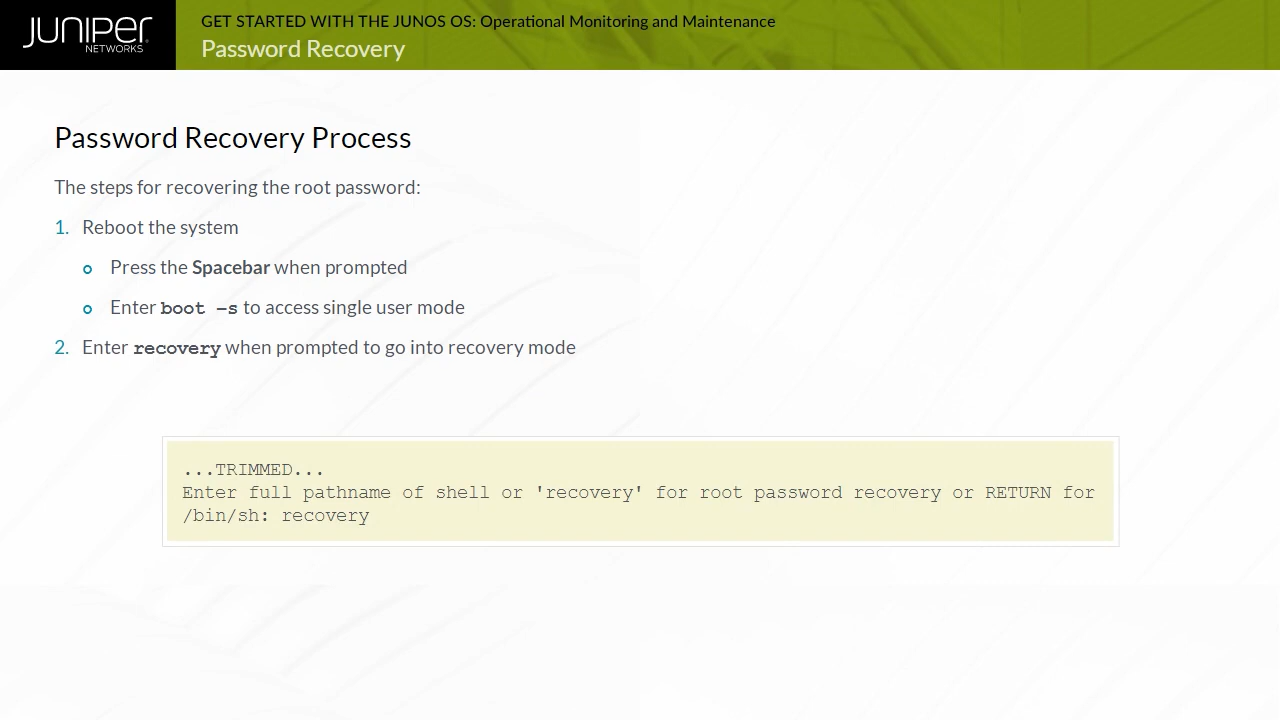 JUNIPER
NETWORKS
GET STARTED WITH THE JUNOS OS: Operational Monitoring and Maintenance
Password Recovery
Password Recovery Process
The steps for recovering the root password:
1. Reboot the system
Press the Spacebar when prompted
Enter boot –s to access single user mode
2. Enter recovery when prompted to go into recovery mode
...TRIMMED...
Enter full pathname of shell or 'recovery' for root password recovery or RETURN for
/bin/sh: recovery